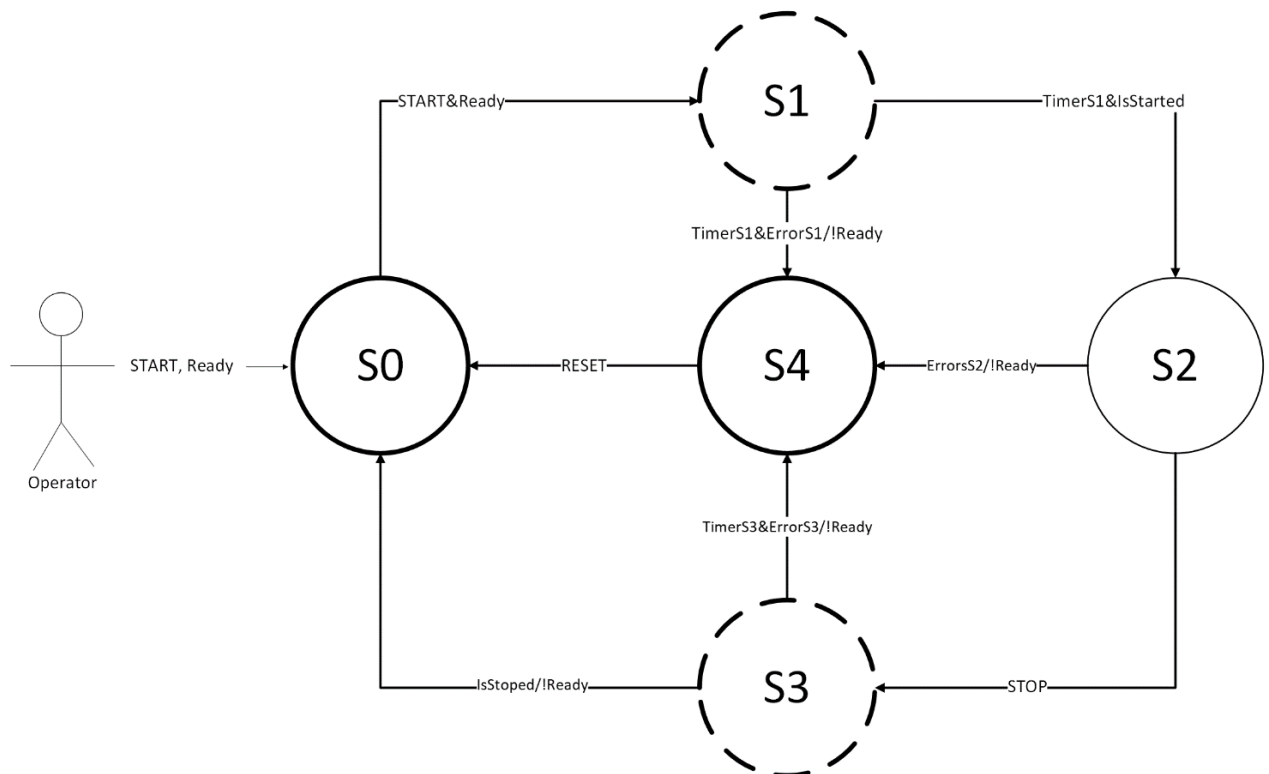 S1
START&Ready
TimerS1&IsStarted
TimerS1&ErrorS1/!Ready
START, Ready
S0
RESET
S4
ErrorsS2/!Ready
S2
Operator
TimerS3&ErrorS3/!Ready
IsStoped/!Ready
S3
STOP